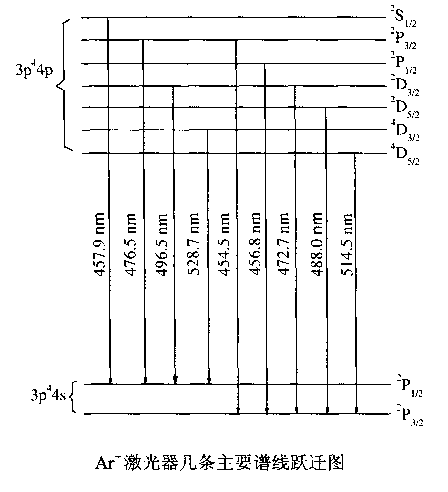 ²S₁/₂
²P₃/₂
²P₁/₂
²D₃/₂
²D₅/₂
⁴D₃/₂
⁴D₅/₂
3p⁴4p
457.9 nm
476.5 nm
496.5 nm
528.7 nm
454.5 nm
456.8 nm
472.7 nm
488.0 nm
514.5 nm
3p⁴4s
²P₁/₂
²P₃/₂
Ar⁺激光器几条主要谱线跃迁图